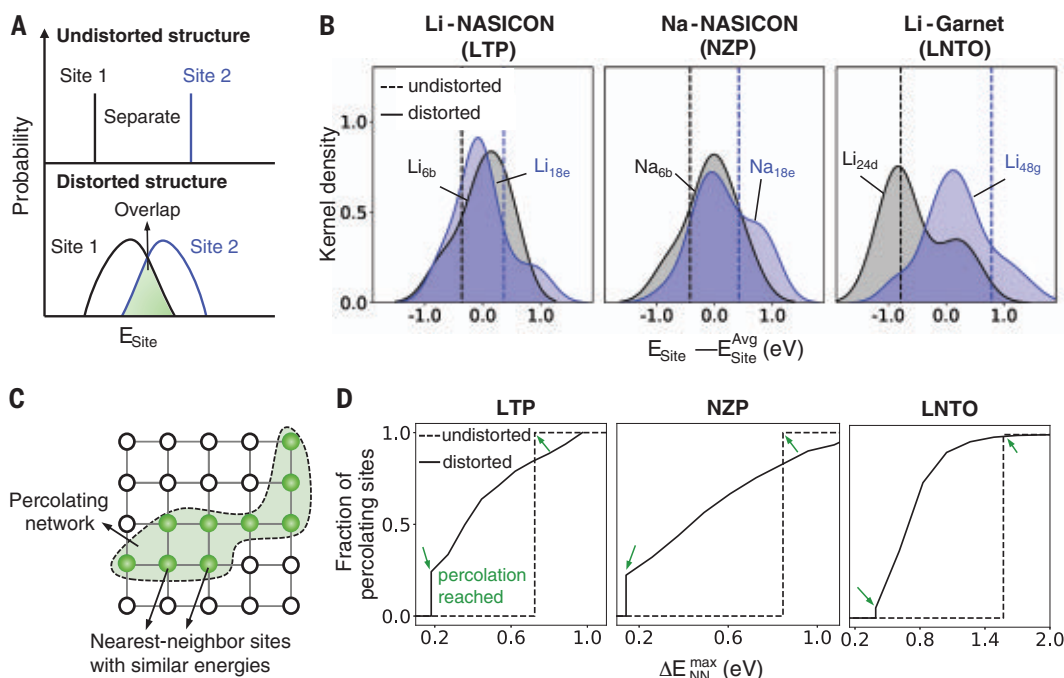 A
Undistorted structure
Site 1
Site 2
Separate
Probability
Distorted structure
Overlap
Site 1
Site 2
E_Site
B
Li-NASICON
(LTP)
Na-NASICON
(NZP)
Li-Garnet
(LNTO)
undistorted
distorted
Kernel density
1.0
0.5
0.0
Li_6b
Li_18e
Na_6b
Na_18e
Li_24d
Li_48g
-1.0 0.0 1.0
-1.0 0.0 1.0
-1.0 0.0 1.0
E_Site — E_Site^Avg (eV)
C
Percolating
network
Nearest-neighbor sites
with similar energies
D
LTP
NZP
LNTO
undistorted
distorted
Fraction of
percolating sites
1.0
0.5
0.0
percolation
reached
0.2 0.6 1.0
0.2 0.6 1.0
0.2 0.8 1.4 2.0
ΔE_NN^max (eV)